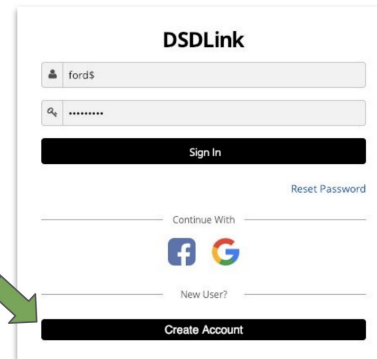 DSDLink
ford$
•••••••••
Sign In
Reset Password
Continue With
New User?
Create Account